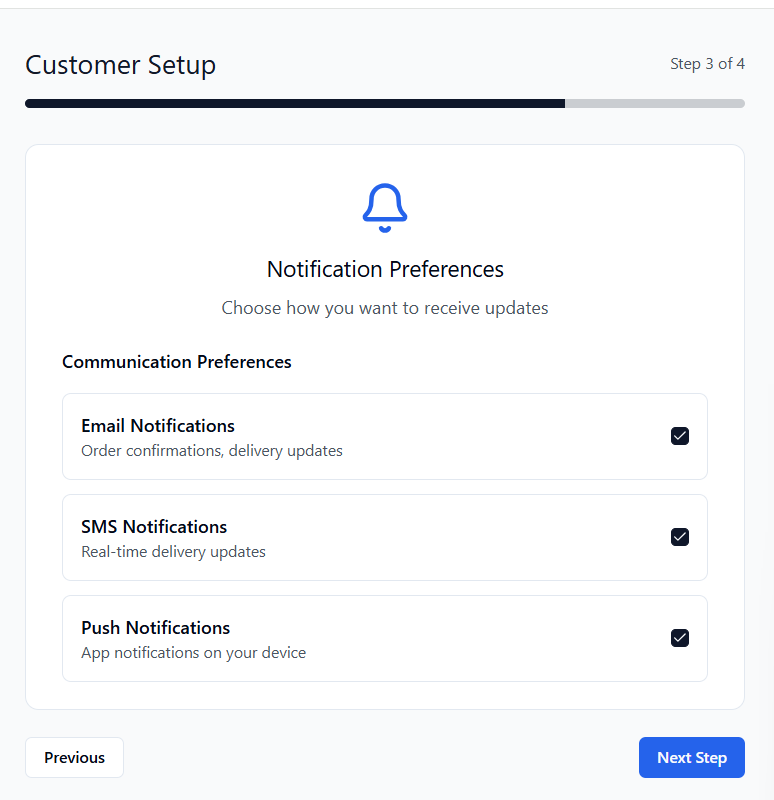 Customer Setup
Step 3 of 4
Notification Preferences
Choose how you want to receive updates
Communication Preferences
Email Notifications
Order confirmations, delivery updates
SMS Notifications
Real-time delivery updates
Push Notifications
App notifications on your device
Previous
Next Step